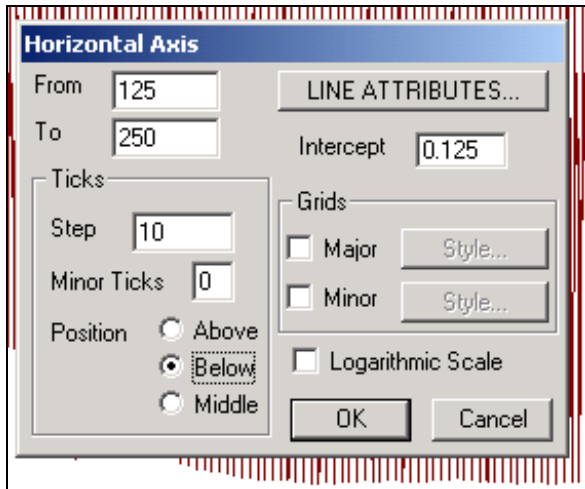 Horizontal Axis
From 125
To 250
LINE ATTRIBUTES...
Intercept 0.125
Ticks
Step 10
Minor Ticks 0
Position Above
Below
Middle
Grids
Major Style...
Minor Style...
Logarithmic Scale
OK Cancel